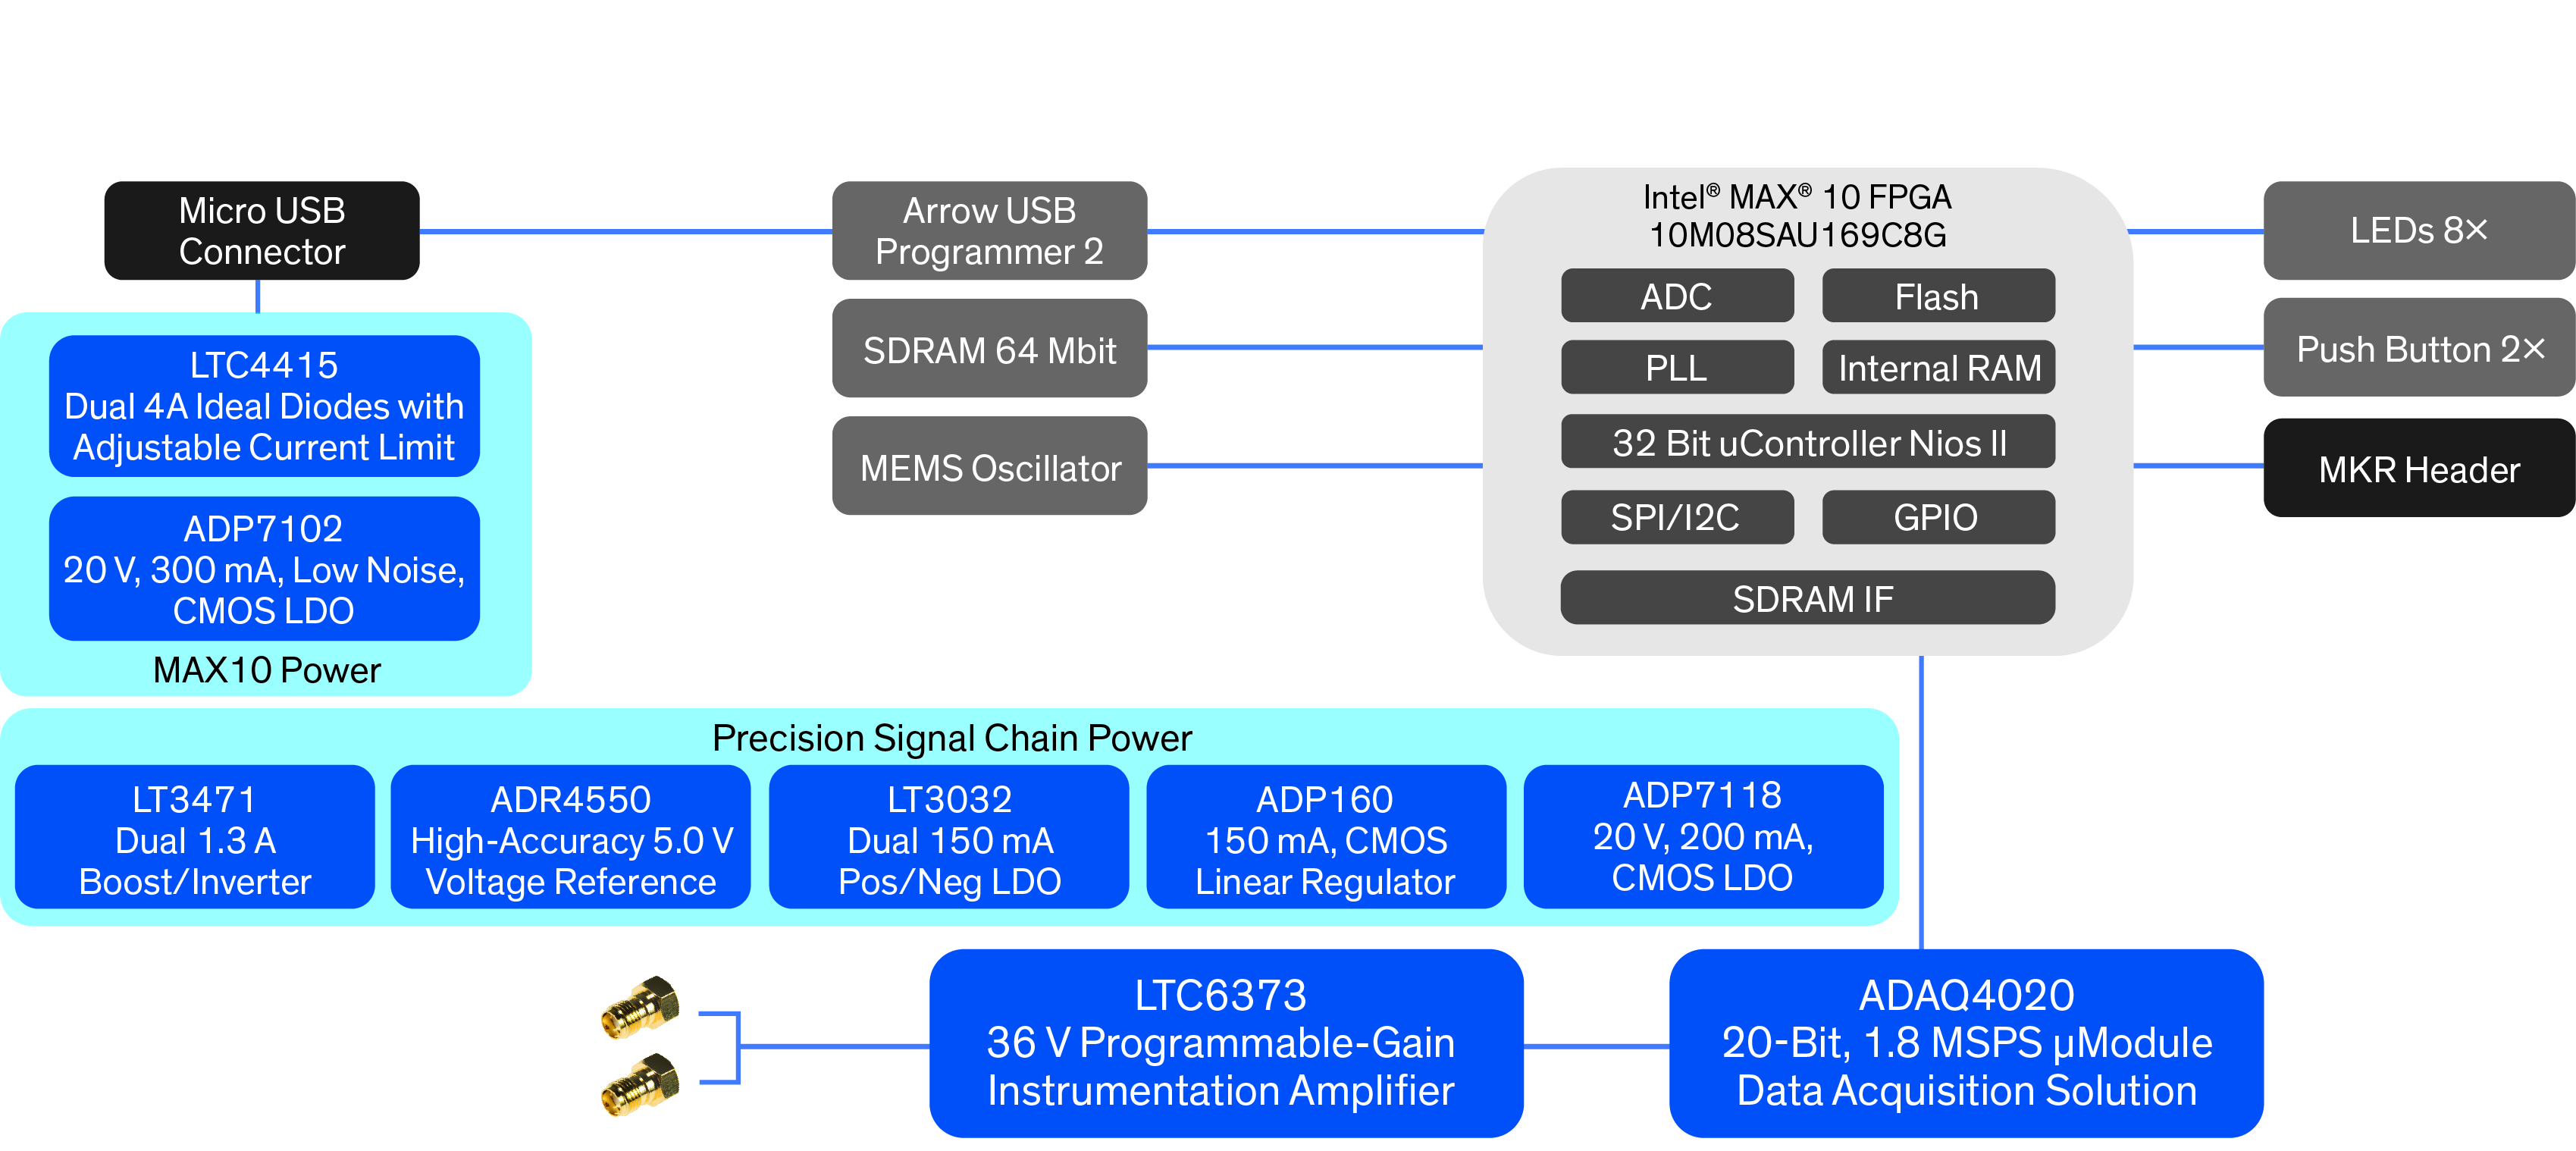 Micro USB
Connector
Arrow USB
Programmer 2
SDRAM 64 Mbit
MEMS Oscillator
Intel® MAX® 10 FPGA
10M08SAU169C8G
ADC
Flash
PLL
Internal RAM
32 Bit uController Nios II
SPI/I2C
GPIO
SDRAM IF
LEDs 8×
Push Button 2×
MKR Header
LTC4415
Dual 4A Ideal Diodes with
Adjustable Current Limit
ADP7102
20 V, 300 mA, Low Noise,
CMOS LDO
MAX10 Power
Precision Signal Chain Power
LT3471
Dual 1.3 A
Boost/Inverter
ADR4550
High-Accuracy 5.0 V
Voltage Reference
LT3032
Dual 150 mA
Pos/Neg LDO
ADP160
150 mA, CMOS
Linear Regulator
ADP7118
20 V, 200 mA,
CMOS LDO
LTC6373
36 V Programmable-Gain
Instrumentation Amplifier
ADAQ4020
20-Bit, 1.8 MSPS µModule
Data Acquisition Solution